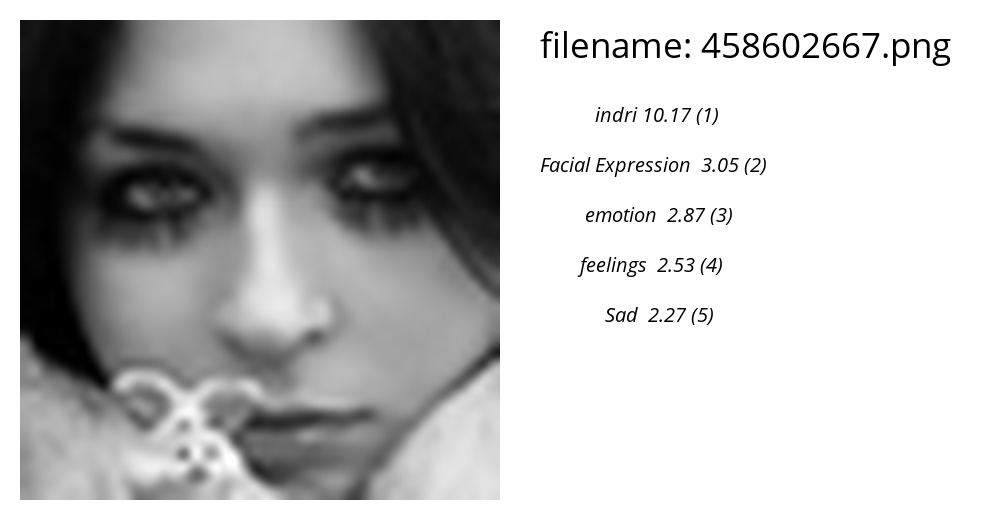 filename: 458602667.png
indri 10.17 (1)
Facial Expression  3.05 (2)
emotion  2.87 (3)
feelings  2.53 (4)
Sad  2.27 (5)